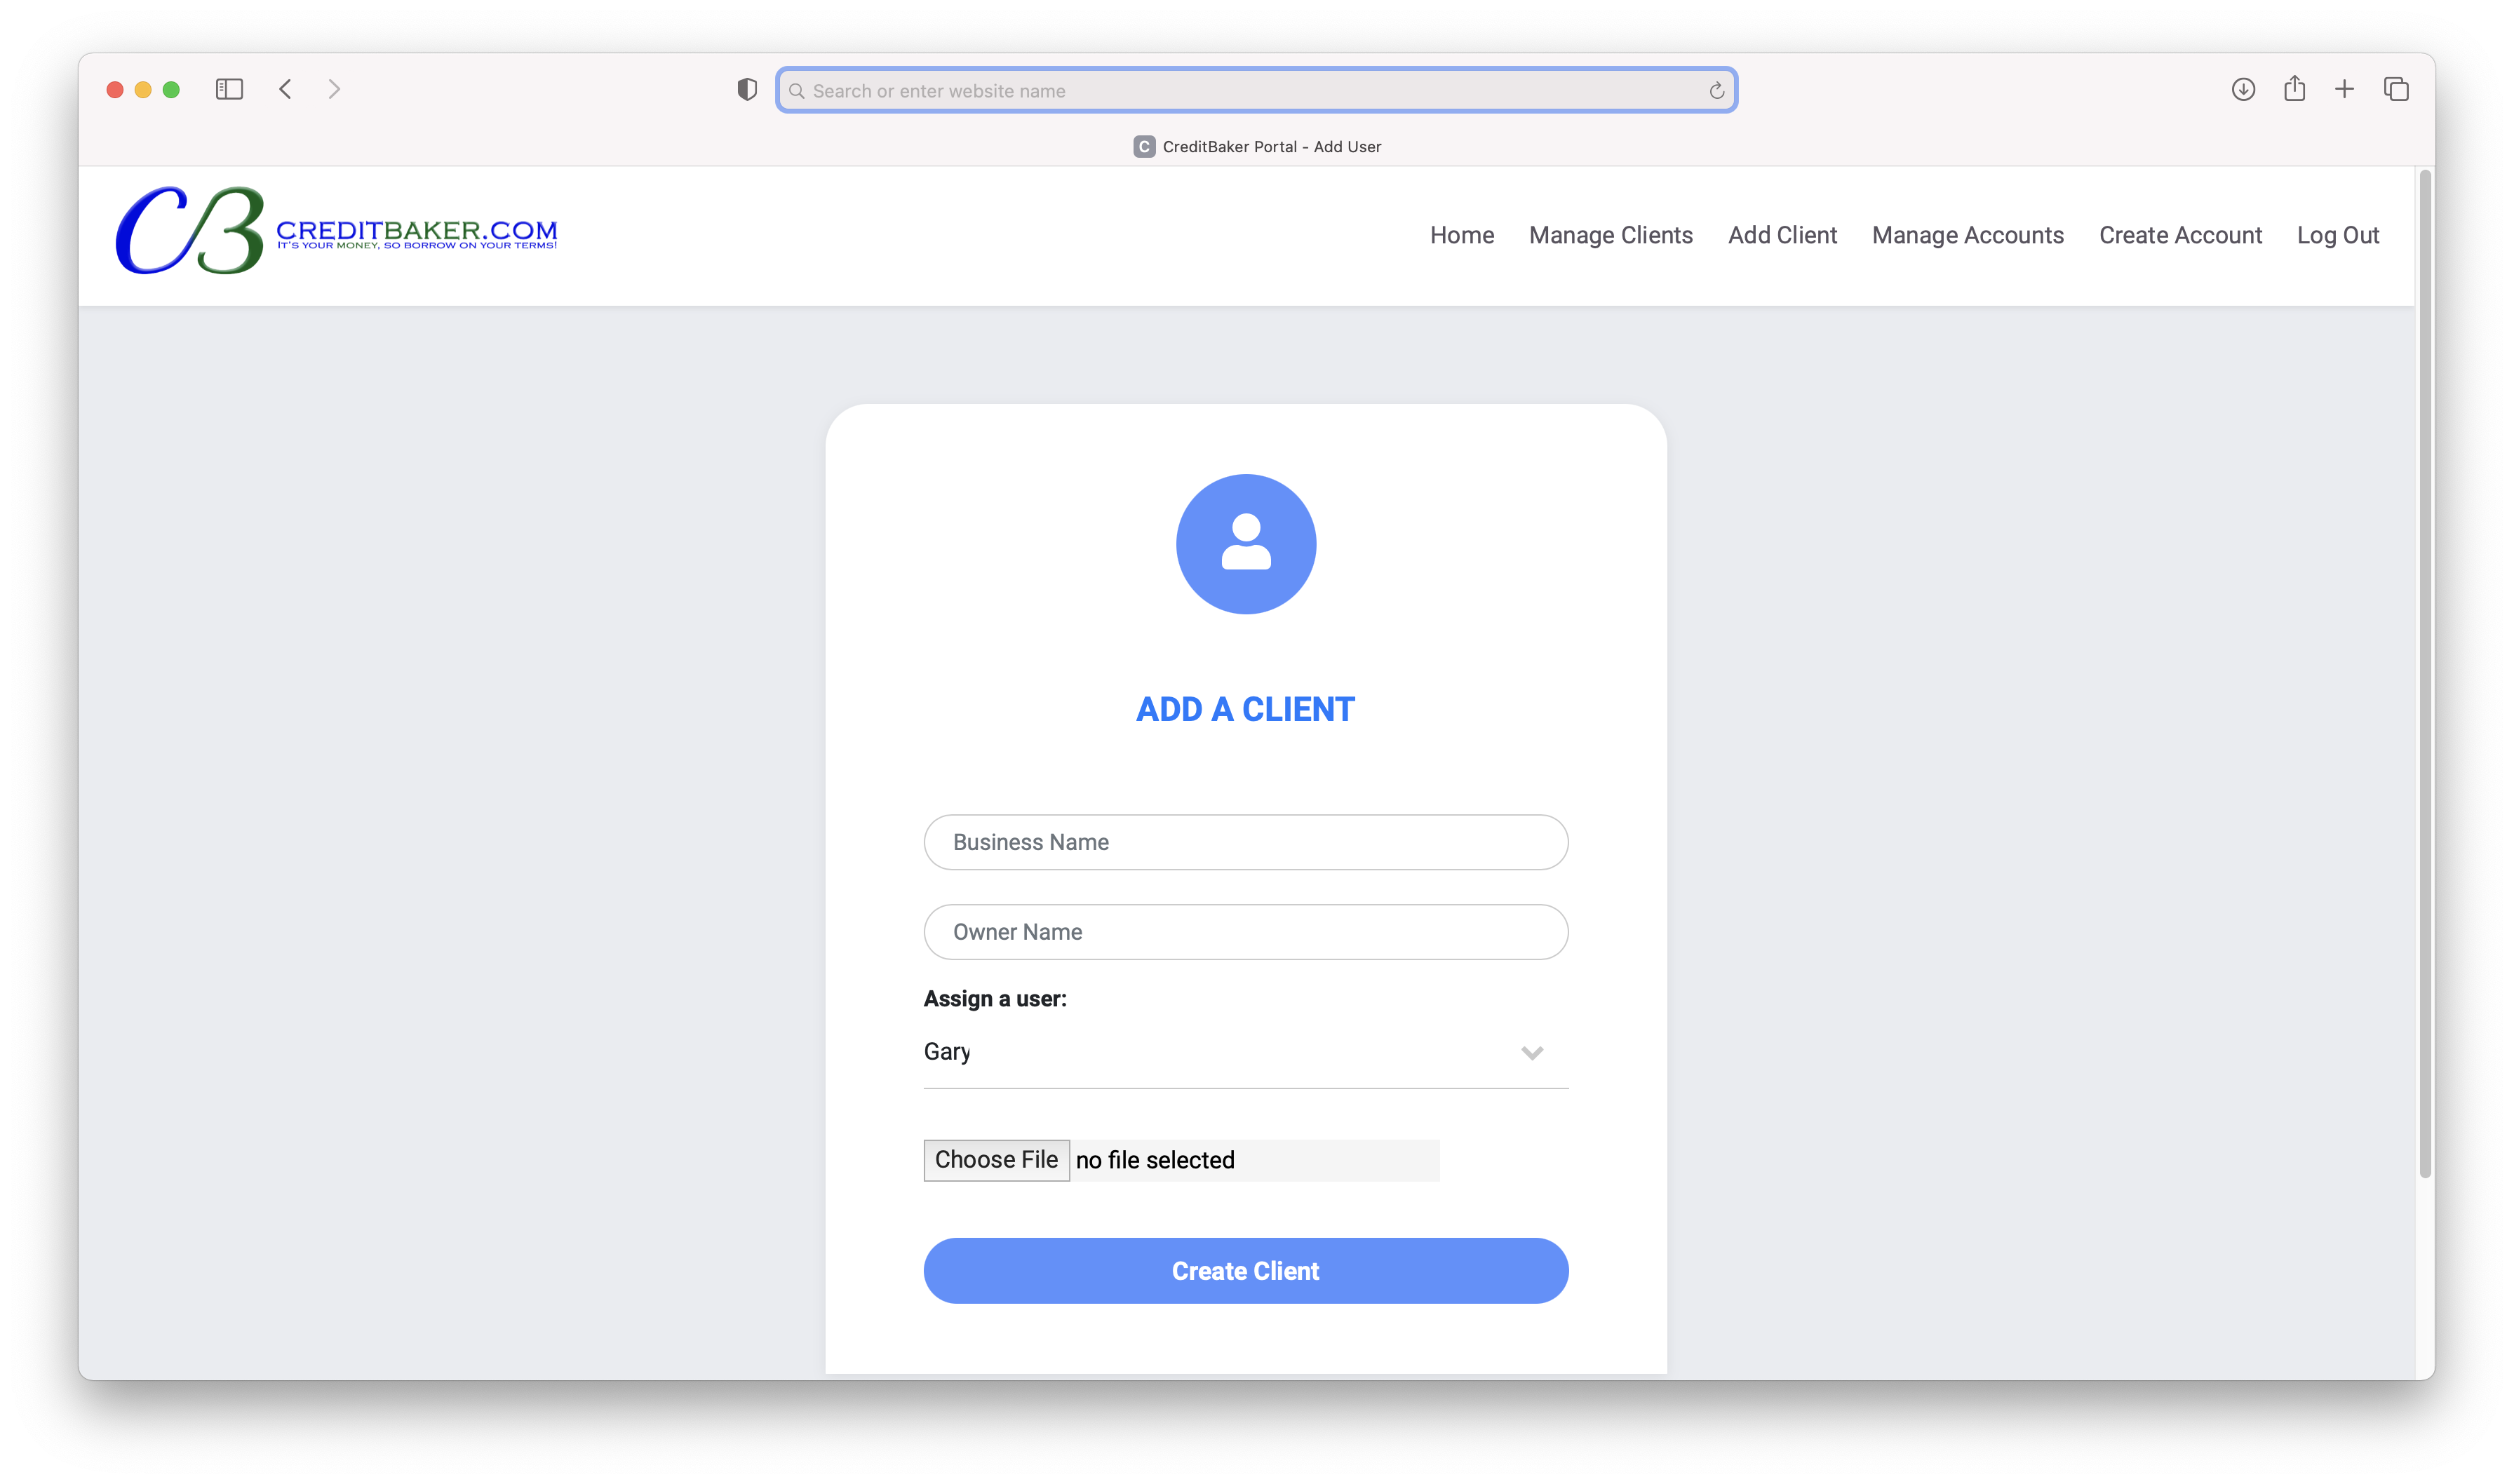 Search or enter website name
C CreditBaker Portal - Add User
CB CREDITBAKER.COM
IT'S YOUR MONEY, SO BORROW ON YOUR TERMS!
Home Manage Clients Add Client Manage Accounts Create Account Log Out
ADD A CLIENT
Business Name
Owner Name
Assign a user:
Gary
Choose File no file selected
Create Client